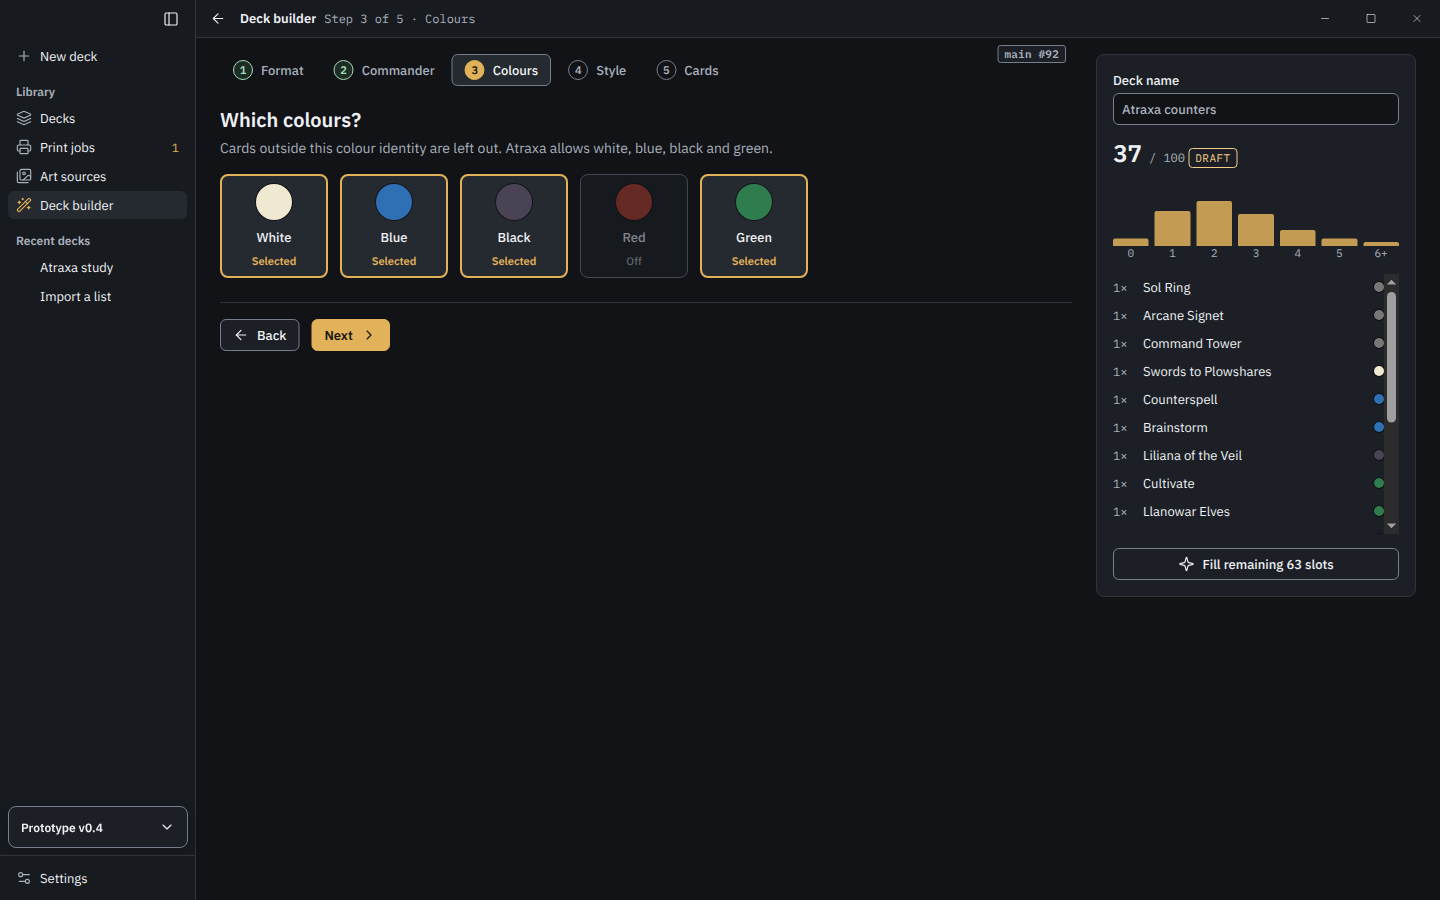 Deck builder Step 3 of 5 · Colours
New deck
Library
Decks
Print jobs 1
Art sources
Deck builder
Recent decks
Atraxa study
Import a list
Prototype v0.4
Settings
1 Format 2 Commander 3 Colours 4 Style 5 Cards
main #92
Which colours?
Cards outside this colour identity are left out. Atraxa allows white, blue, black and green.
White Blue Black Red Green
Selected Selected Selected Off Selected
Back Next
Deck name
Atraxa counters
37 / 100 DRAFT
0 1 2 3 4 5 6+
1× Sol Ring
1× Arcane Signet
1× Command Tower
1× Swords to Plowshares
1× Counterspell
1× Brainstorm
1× Liliana of the Veil
1× Cultivate
1× Llanowar Elves
Fill remaining 63 slots